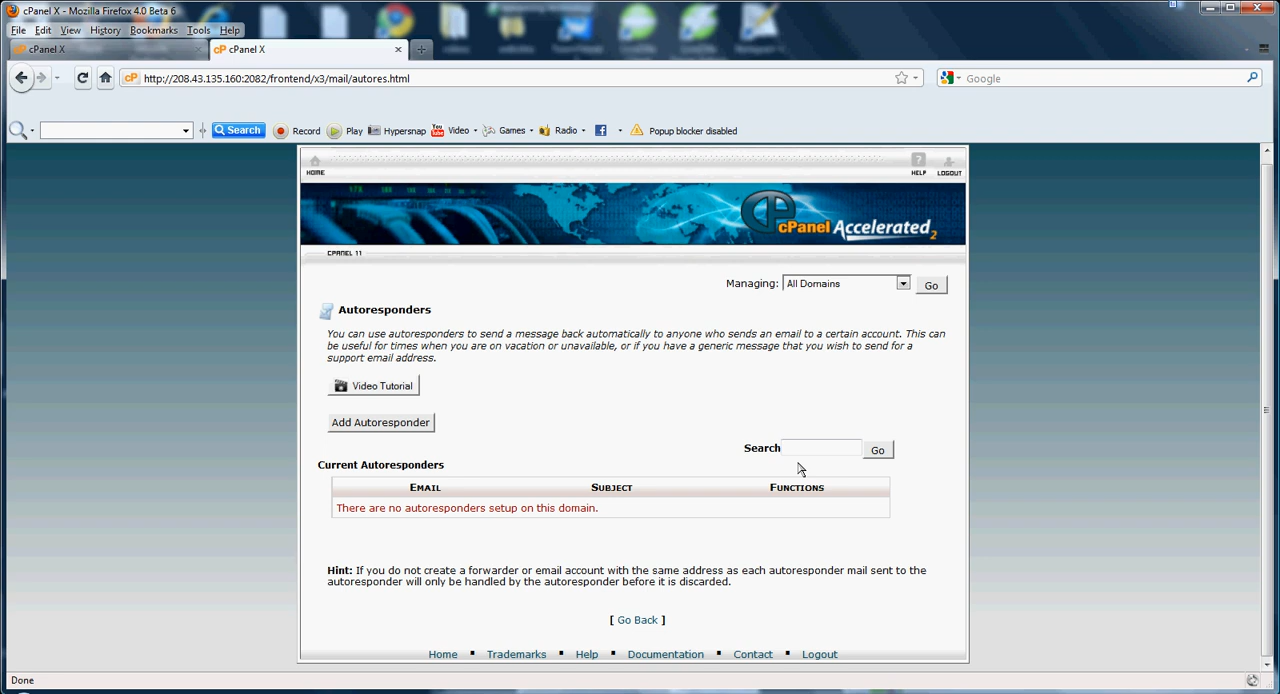 cPanel X - Mozilla Firefox 4.0 Beta 6
File Edit View History Bookmarks Tools Help
cP cPanel X
cP cPanel X
cP http://208.43.135.160:2082/frontend/x3/mail/autores.html
Google
Search Record Play Hypersnap You Tube Video Games Radio Popup blocker disabled
HOME HELP LOGOUT
cPanel Accelerated 2
CPANEL 11
Managing: All Domains Go
Autoresponders
You can use autoresponders to send a message back automatically to anyone who sends an email to a certain account. This can
be useful for times when you are on vacation or unavailable, or if you have a generic message that you wish to send for a
support email address.
Video Tutorial
Add Autoresponder
Search Go
Current Autoresponders
EMAIL SUBJECT FUNCTIONS
There are no autoresponders setup on this domain.
Hint: If you do not create a forwarder or email account with the same address as each autoresponder mail sent to the
autoresponder will only be handled by the autoresponder before it is discarded.
[ Go Back ]
Home ▪ Trademarks ▪ Help ▪ Documentation ▪ Contact ▪ Logout
Done